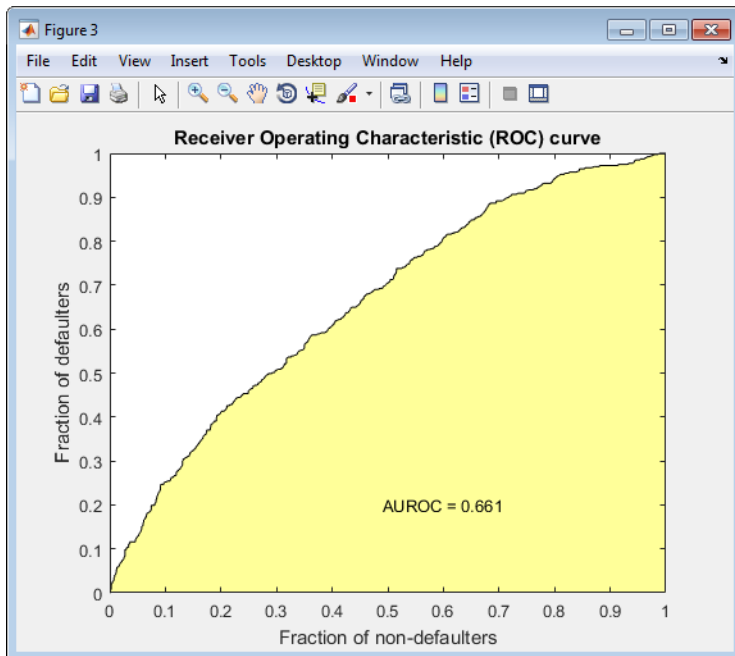 Figure 3
File Edit View Insert Tools Desktop Window Help
Receiver Operating Characteristic (ROC) curve
1
0.9
0.8
0.7
0.6
0.5
0.4
0.3
0.2
0.1
0
Fraction of defaulters
AUROC = 0.661
0 0.1 0.2 0.3 0.4 0.5 0.6 0.7 0.8 0.9 1
Fraction of non-defaulters